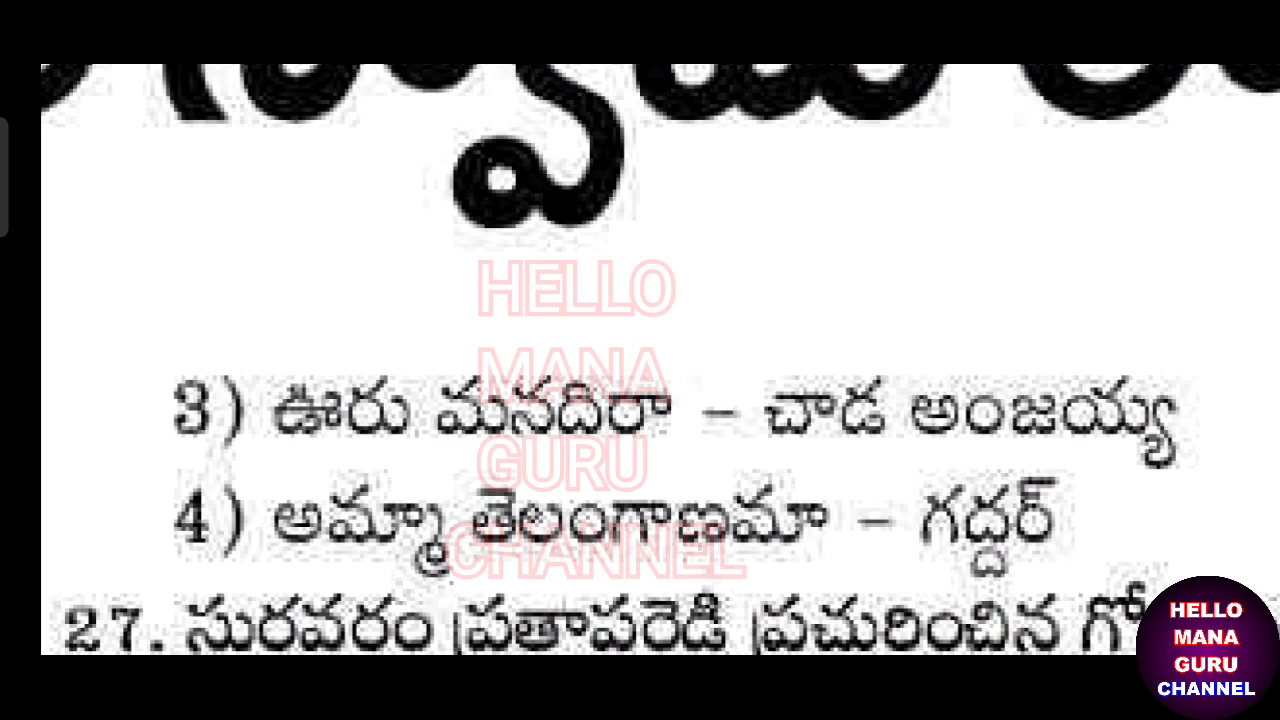 HELLO
MANA
GURU
CHANNEL
3) ఊరు మనదిరా - చాడ అంజయ్య
4) అమ్మా తెలంగాణమా - గద్దర్
27. సురవరం ప్రతాపరెడ్డి ప్రచురించిన
HELLO
MANA
GURU
CHANNEL